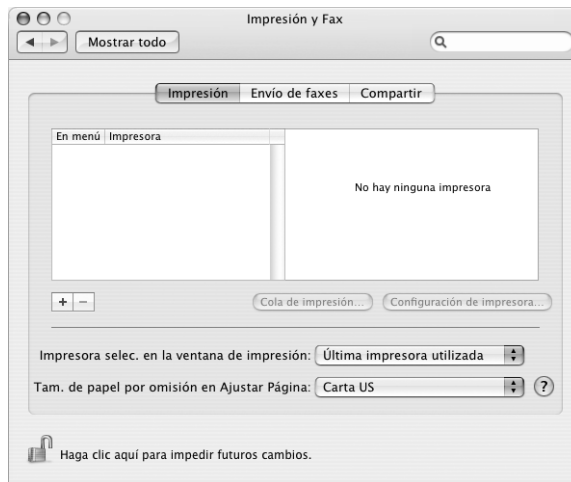 Impresión y Fax
Mostrar todo
Impresión Envío de faxes Compartir
En menú Impresora
No hay ninguna impresora
+ −
Cola de impresión... Configuración de impresora...
Impresora selec. en la ventana de impresión: Última impresora utilizada
Tam. de papel por omisión en Ajustar Página: Carta US ?
Haga clic aquí para impedir futuros cambios.